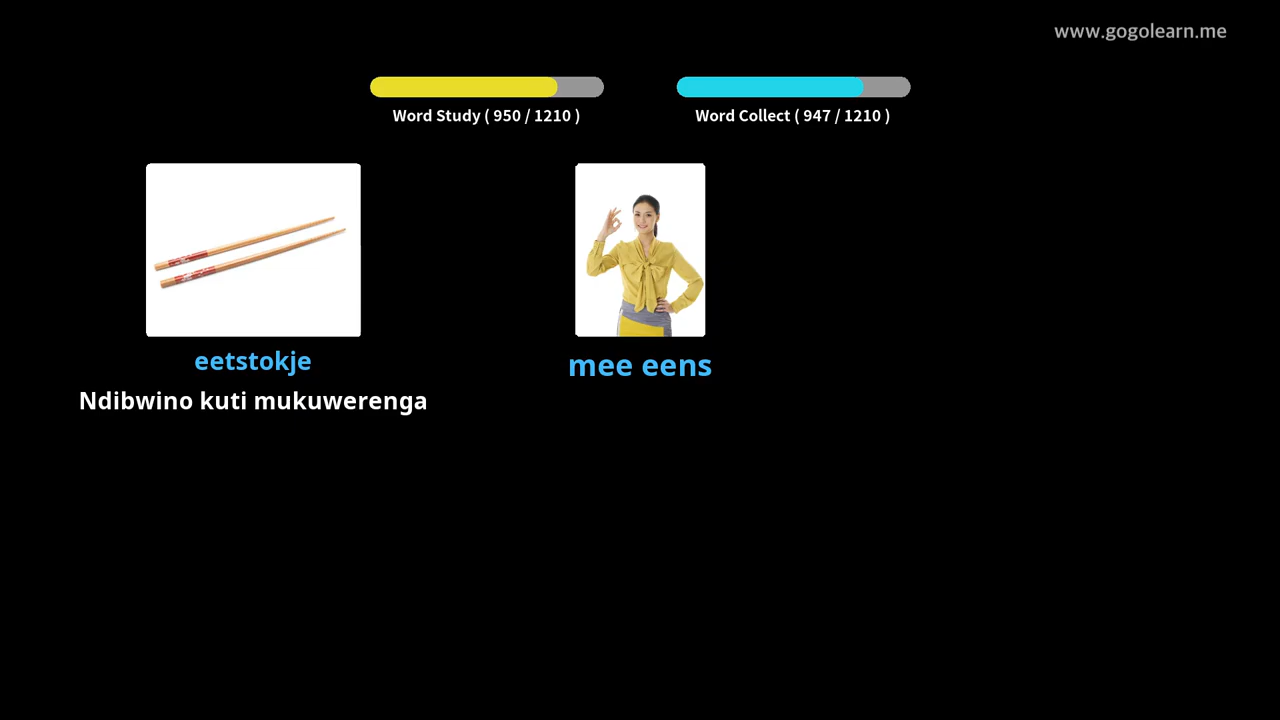 www.gogolearn.me
Word Study ( 950 / 1210 )
Word Collect ( 947 / 1210 )
eetstokje
mee eens
Ndibwino kuti mukuwerenga